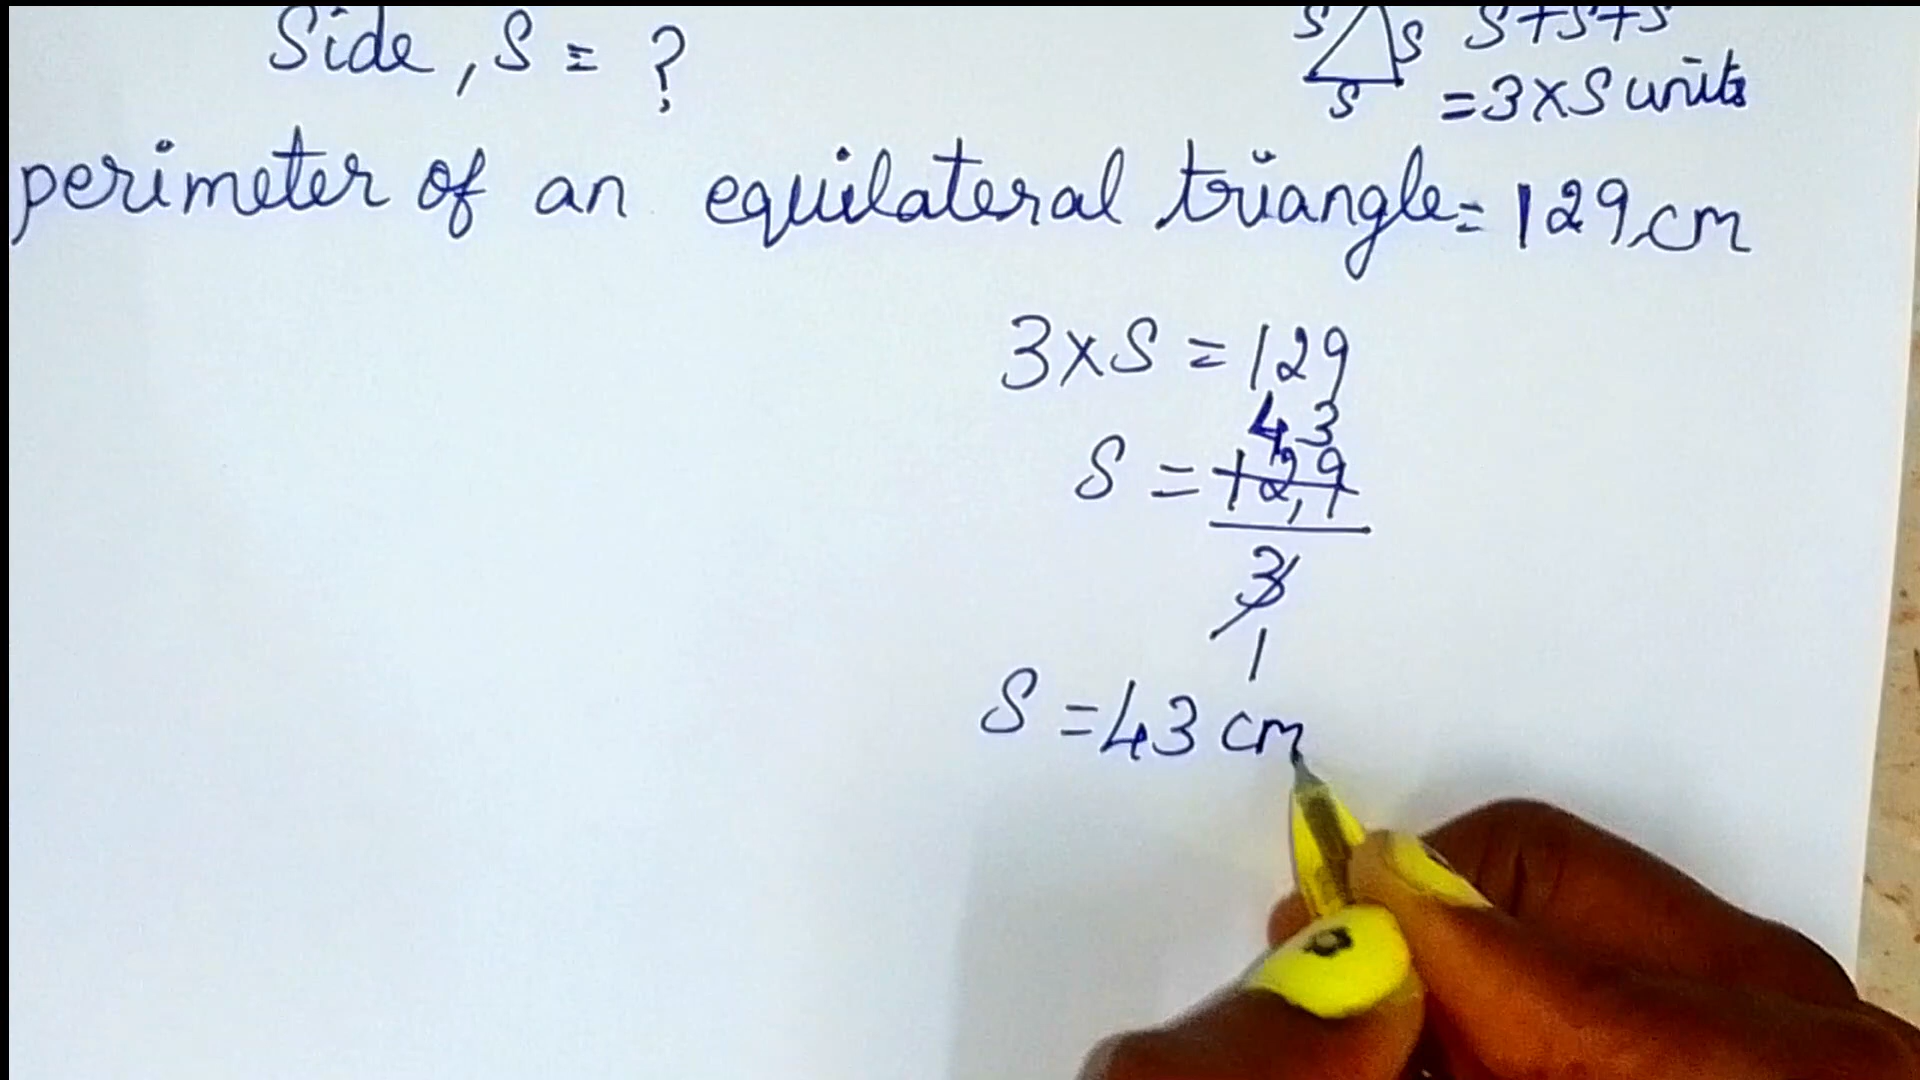 Side, S = ?
S S S+S+S
S = 3×S units
perimeter of an equilateral triangle = 129 cm
3×S = 129
43
S = 129
3
1
S = 43 cm